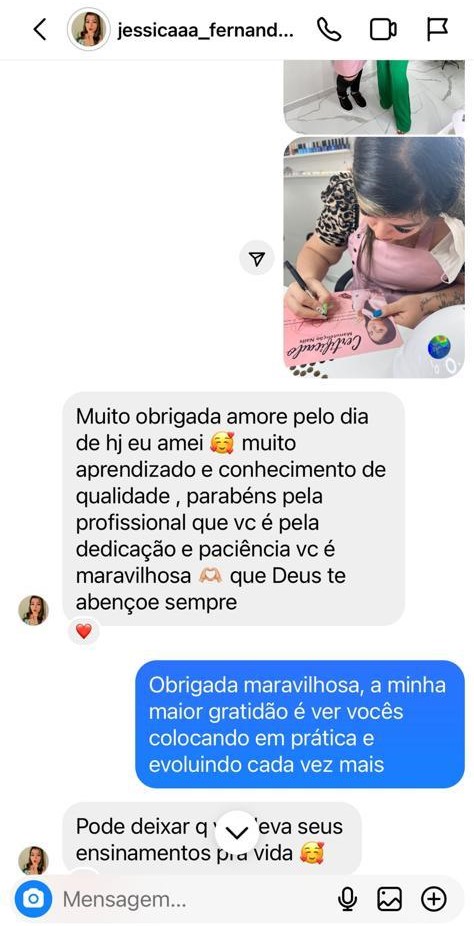 jessicaaa_fernand...
Certificado
Muito obrigada amore pelo dia
de hj eu amei 🥰 muito
aprendizado e conhecimento de
qualidade , parabéns pela
profissional que vc é pela
dedicação e paciência vc é
maravilhosa 🫶🏼 que Deus te
abençoe sempre
Obrigada maravilhosa, a minha
maior gratidão é ver vocês
colocando em prática e
evoluindo cada vez mais
Pode deixar q seus
ensinamentos pra vida 🥰
Mensagem...